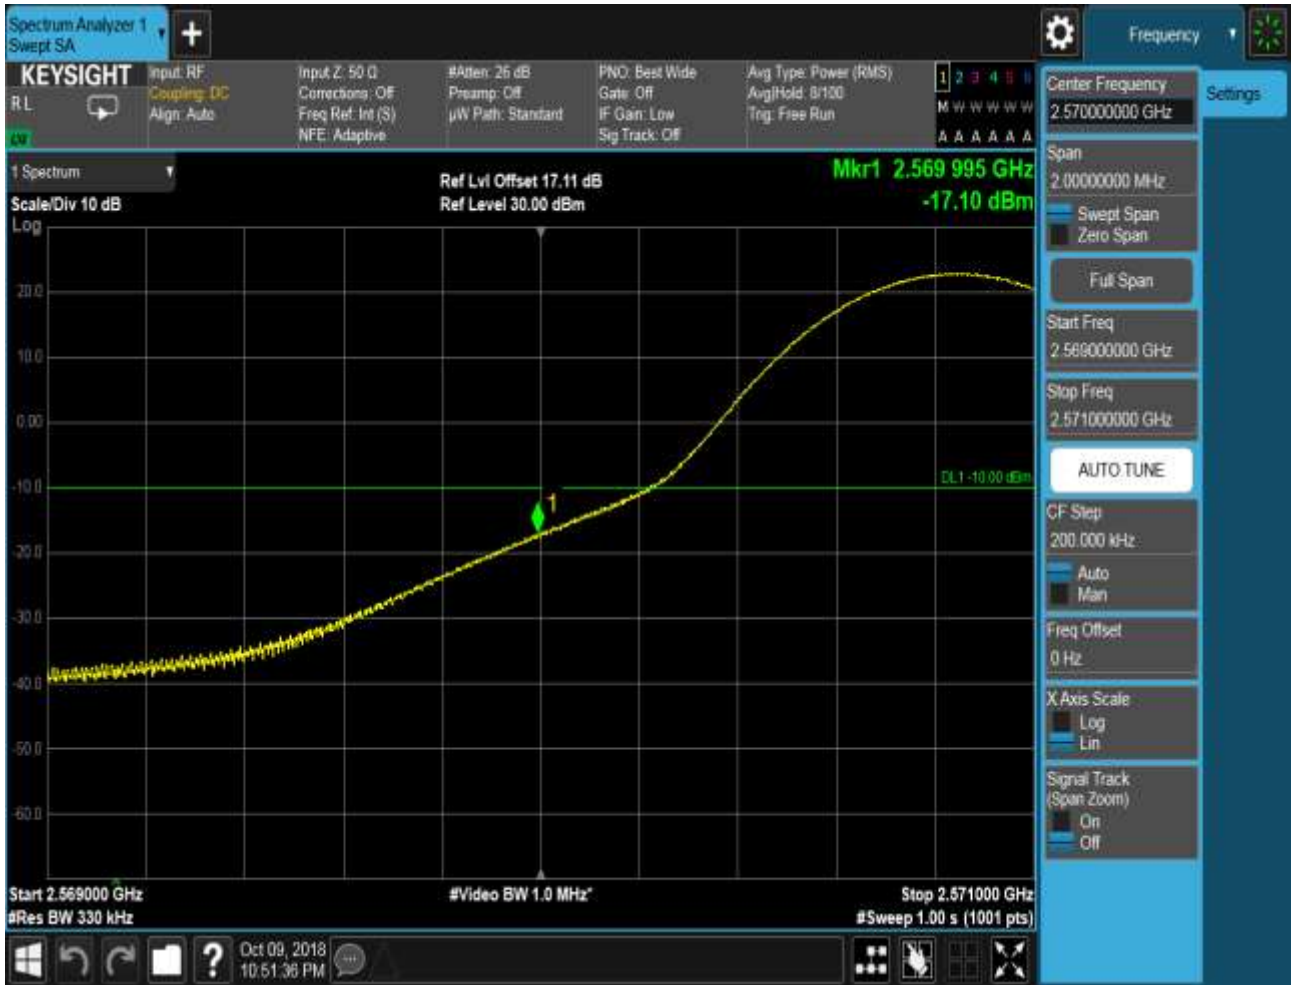 Spectrum Analyzer 1
Swept SA
Frequency
KEYSIGHT
R L
Input: RF
Coupling: DC
Align: Auto
Input Z: 50 Ω
Corrections: Off
Freq Ref: Int (S)
NFE: Adaptive
#Atten: 26 dB
Preamp: Off
µW Path: Standard
PNO: Best Wide
Gate: Off
IF Gain: Low
Sig Track: Off
Avg Type: Power (RMS)
Avg|Hold: 8/100
Trig: Free Run
1 2 3 4 5 6
M W W W W W
A A A A A A
1 Spectrum
Scale/Div 10 dB
Log
Ref Lvl Offset 17.11 dB
Ref Level 30.00 dBm
Mkr1 2.569 995 GHz
-17.10 dBm
20.0
10.0
0.00
-10.0
-20.0
-30.0
-40.0
-50.0
-60.0
DL1 -10.00 dBm
1
Start 2.569000 GHz
#Res BW 330 kHz
#Video BW 1.0 MHz*
Stop 2.571000 GHz
#Sweep 1.00 s (1001 pts)
Center Frequency
2.570000000 GHz
Settings
Span
2.00000000 MHz
Swept Span
Zero Span
Full Span
Start Freq
2.569000000 GHz
Stop Freq
2.571000000 GHz
AUTO TUNE
CF Step
200.000 kHz
Auto
Man
Freq Offset
0 Hz
X Axis Scale
Log
Lin
Signal Track
(Span Zoom)
On
Off
?
Oct 09, 2018
10:51:36 PM